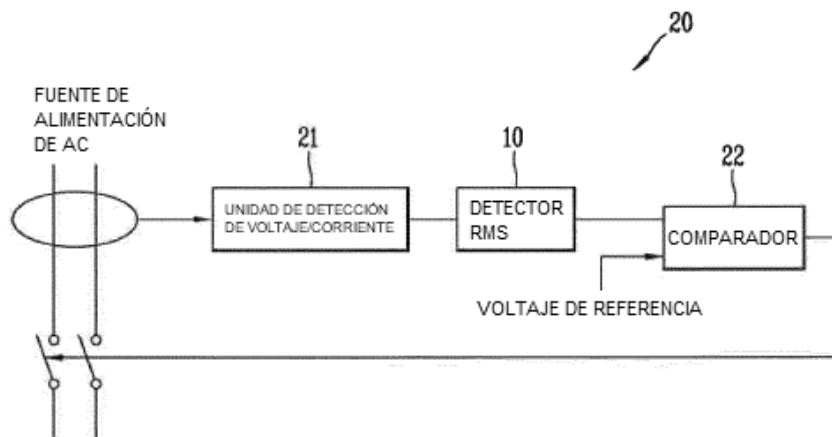 20
FUENTE DE
ALIMENTACIÓN
DE AC
21
10
22
UNIDAD DE DETECCIÓN
DE VOLTAJE/CORRIENTE
DETECTOR
RMS
COMPARADOR
VOLTAJE DE REFERENCIA